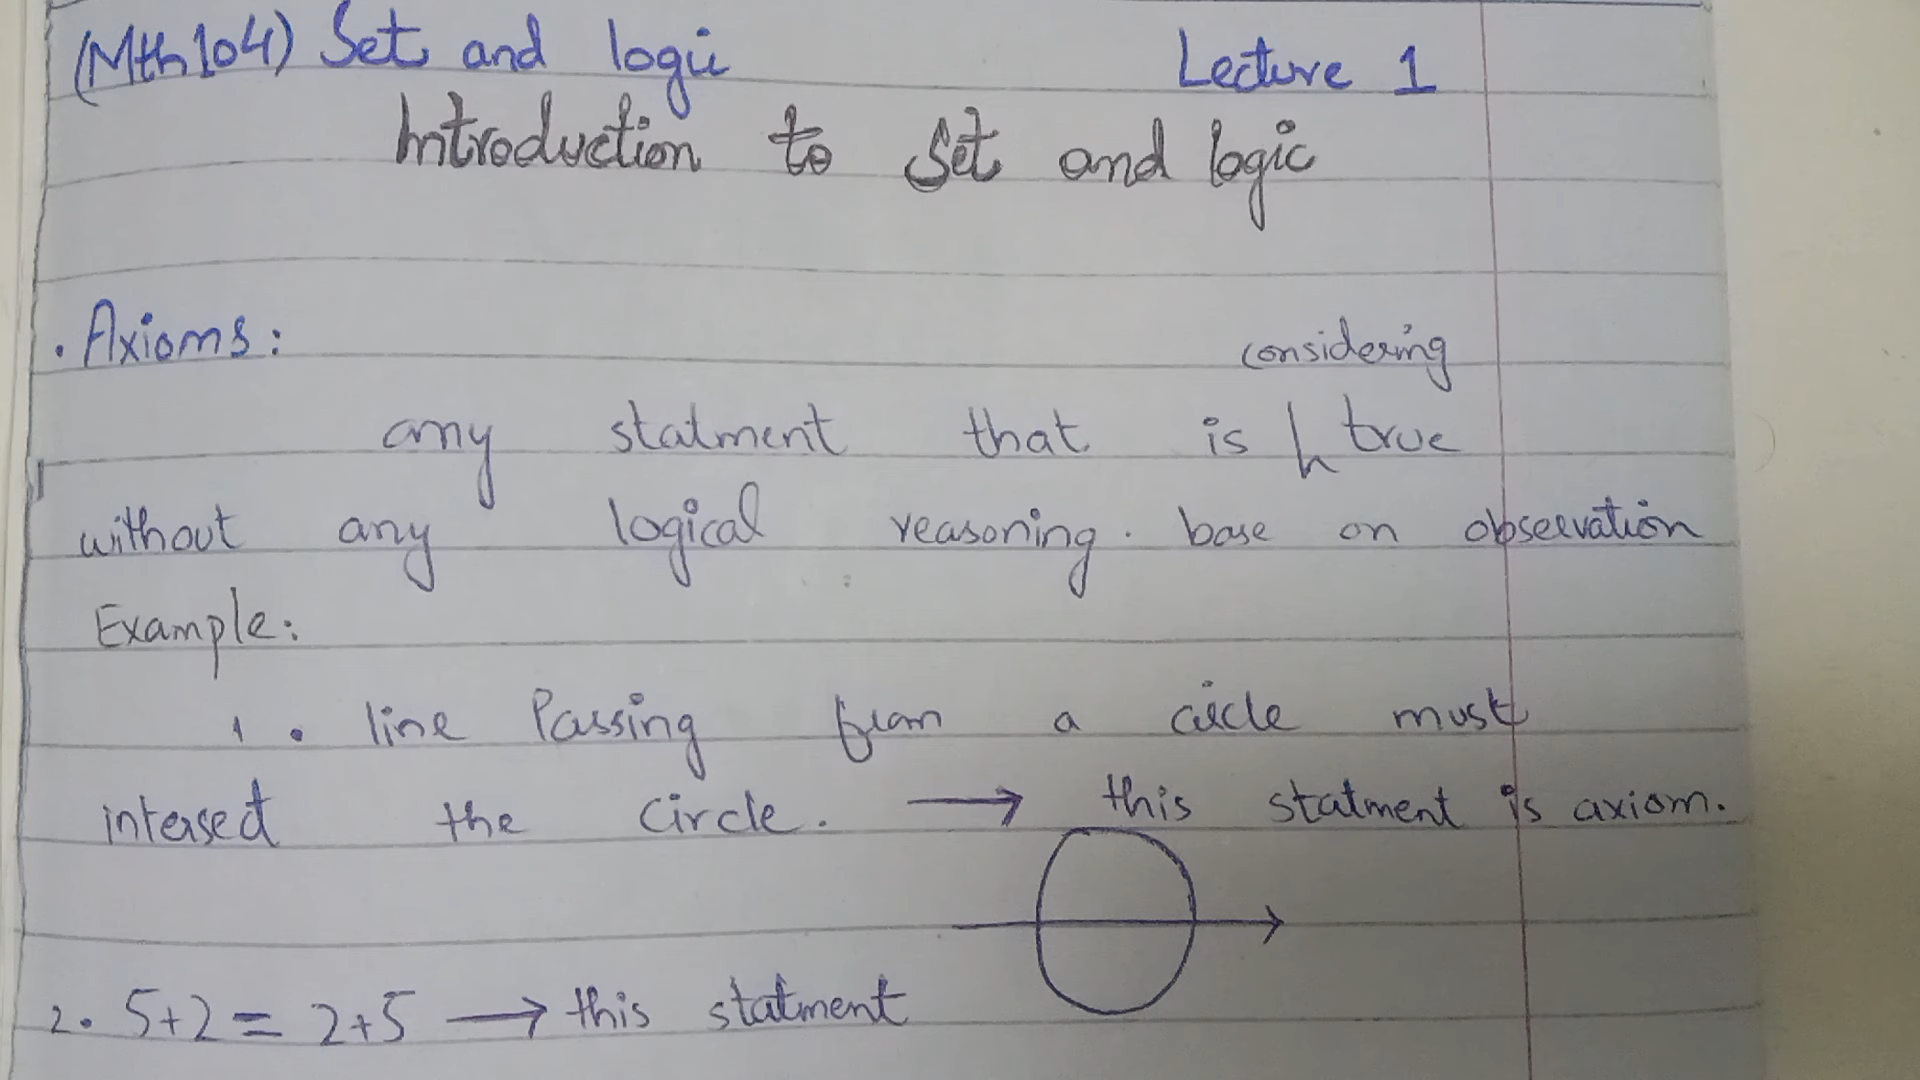 (Mth104) Set and logic Lecture 1
Introduction to Set and logic
• Axioms:
considering
any statment that is true
without any logical reasoning. base on observation
Example:
1. line Passing from a circle must
intersect the circle. → this statment is axiom.
2. 5+2 = 2+5 → this statment